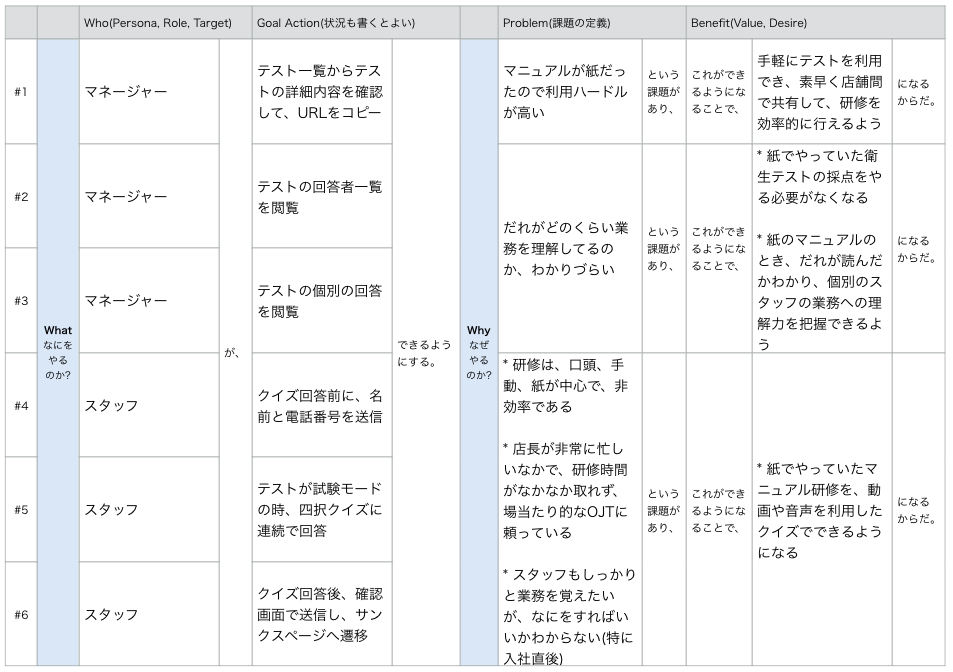 Who(Persona, Role, Target)
Goal Action(状況も書くとよい)
Problem(課題の定義)
Benefit(Value, Desire)
#1
マネージャー
テスト一覧からテス
トの詳細内容を確認
して、URLをコピー
マニュアルが紙だっ
たので利用ハードル
が高い
という
課題が
あり、
これができ
るようにな
ることで、
手軽にテストを利用
でき、素早く店舗間
で共有して、研修を
効率的に行えるよう
になる
からだ。
#2
マネージャー
テストの回答者一覧
を閲覧
#3
マネージャー
テストの個別の回答
を閲覧
だれがどのくらい業
務を理解してるの
か、わかりづらい
という
課題が
あり、
これができ
るようにな
ることで、
* 紙でやっていた衛
生テストの採点をや
る必要がなくなる
* 紙のマニュアルの
とき、だれが読んだ
かわかり、個別のス
タッフの業務への理
解力を把握できるよ
う
になる
からだ。
What
なにを
やる
のか?
が、
できるよう
にする。
Why
なぜ
やる
のか?
#4
スタッフ
クイズ回答前に、名
前と電話番号を送信
#5
スタッフ
テストが試験モード
の時、四択クイズに
連続で回答
#6
スタッフ
クイズ回答後、確認
画面で送信し、サン
クスページへ遷移
* 研修は、口頭、手
動、紙が中心で、非
効率である
* 店長が非常に忙し
いなかで、研修時間
がなかなか取れず、
場当たり的なOJTに
頼っている
* スタッフもしっかり
と業務を覚えたい
が、なにをすればい
いかわからない(特に
入社直後)
という
課題が
あり、
これができ
るようにな
ることで、
* 紙でやっていたマ
ニュアル研修を、動
画や音声を利用した
クイズでできるよう
になる
になる
からだ。